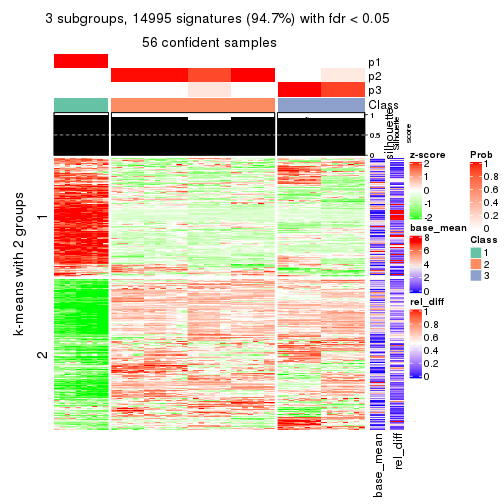 3 subgroups, 14995 signatures (94.7%) with fdr < 0.05
56 confident samples
p1
p2
p3
Class
1
0.5
0
silhouette
Silhouette
score
k-means with 2 groups
1
2
base_mean
rel_diff
z-score
2
1
0
-1
-2
base_mean
8
6
4
2
0
rel_diff
1
0.8
0.6
0.4
0.2
0
Prob
1
0.8
0.6
0.4
0.2
0
Class
1
2
3